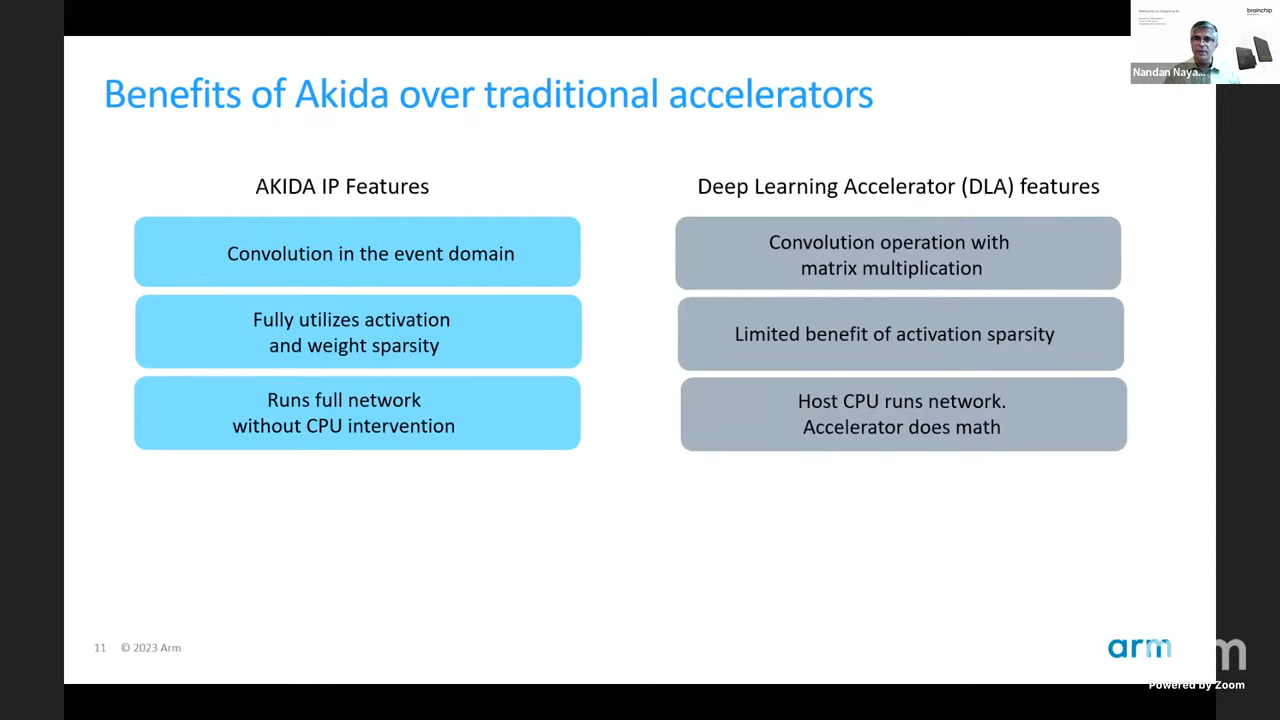 Benefits of Akida over traditional accelerators
AKIDA IP Features
Convolution in the event domain
Fully utilizes activation
and weight sparsity
Runs full network
without CPU intervention
Deep Learning Accelerator (DLA) features
Convolution operation with
matrix multiplication
Limited benefit of activation sparsity
Host CPU runs network.
Accelerator does math
11 © 2023 Arm
arm
m
Powered by Zoom
brainchip
Nandan Naya...